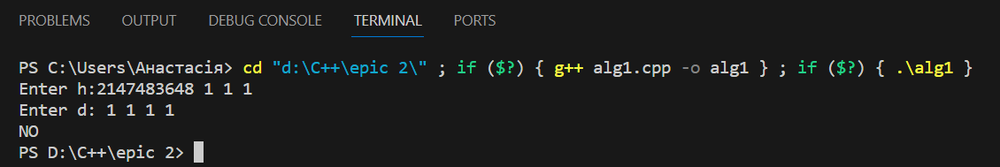 PROBLEMS OUTPUT DEBUG CONSOLE TERMINAL PORTS
PS C:\Users\Анастасія> cd "d:\C++\epic 2\" ; if ($?) { g++ alg1.cpp -o alg1 } ; if ($?) { .\alg1 }
Enter h:2147483648 1 1 1
Enter d: 1 1 1 1
NO
PS D:\C++\epic 2>